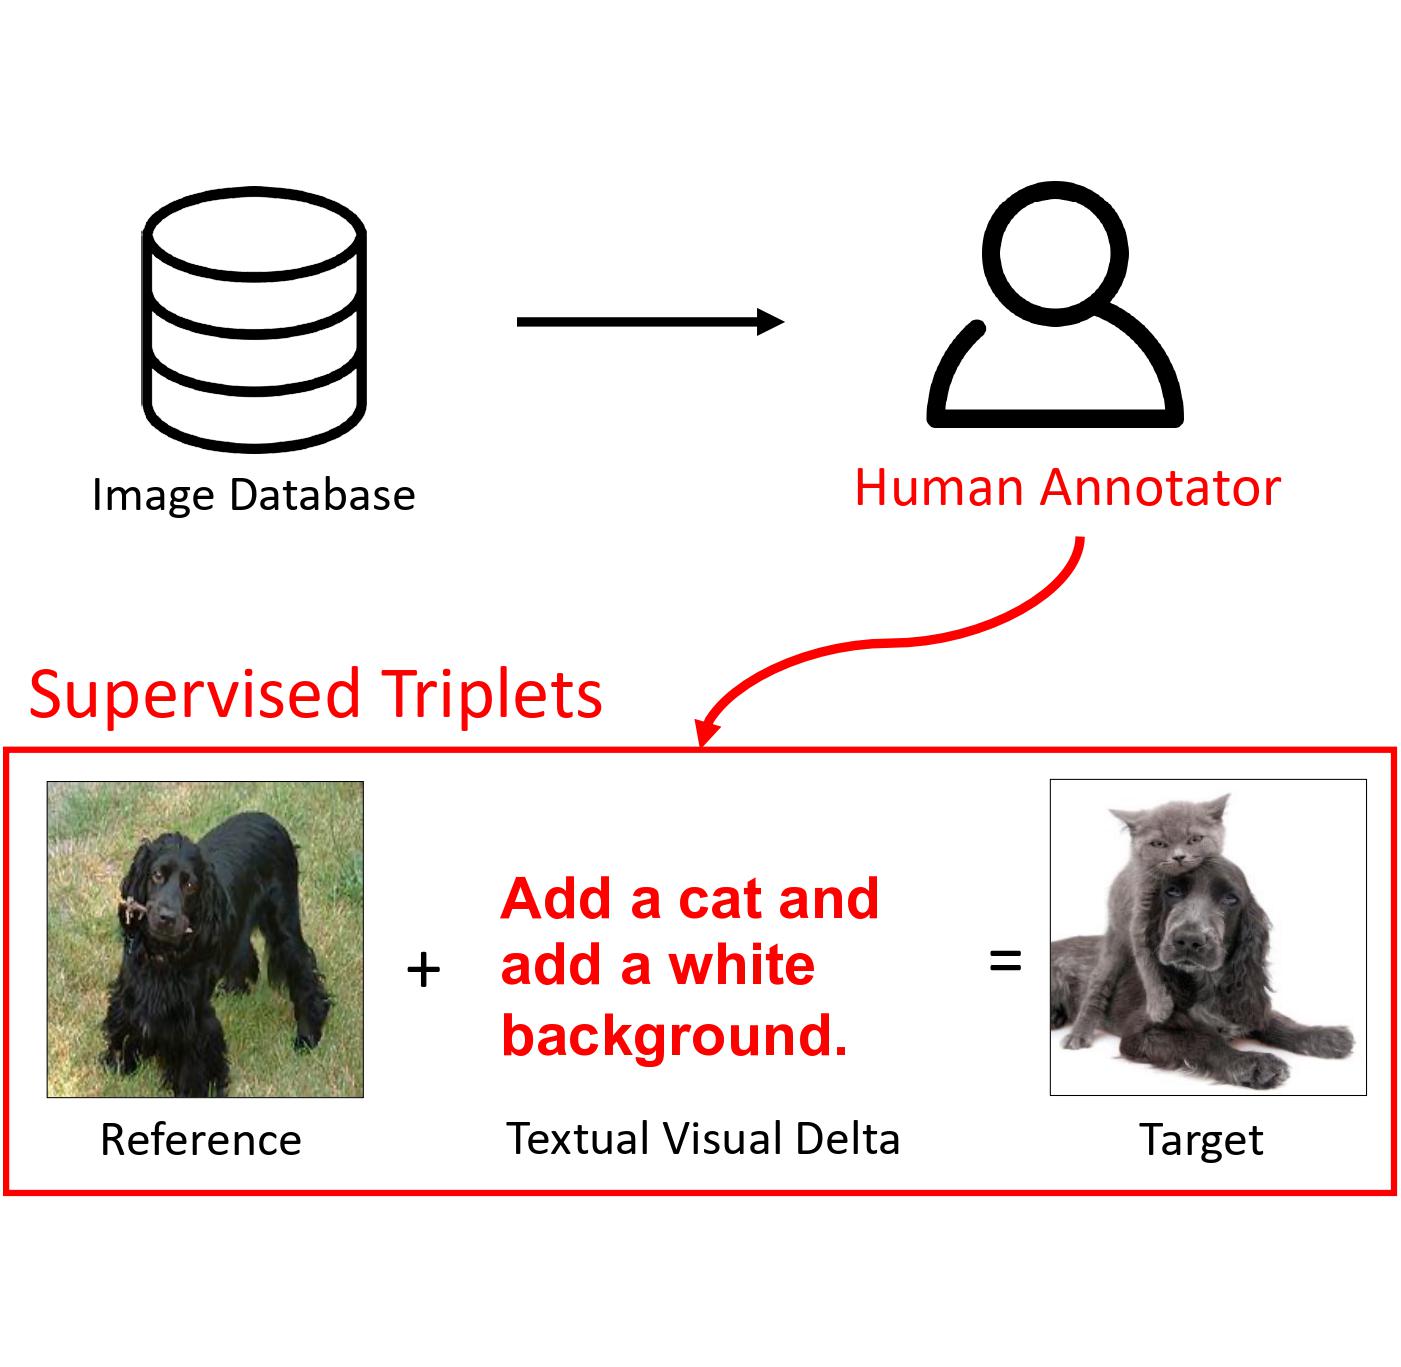 Image Database
Human Annotator
Supervised Triplets
Add a cat and
add a white
background.
+
=
Reference
Textual Visual Delta
Target